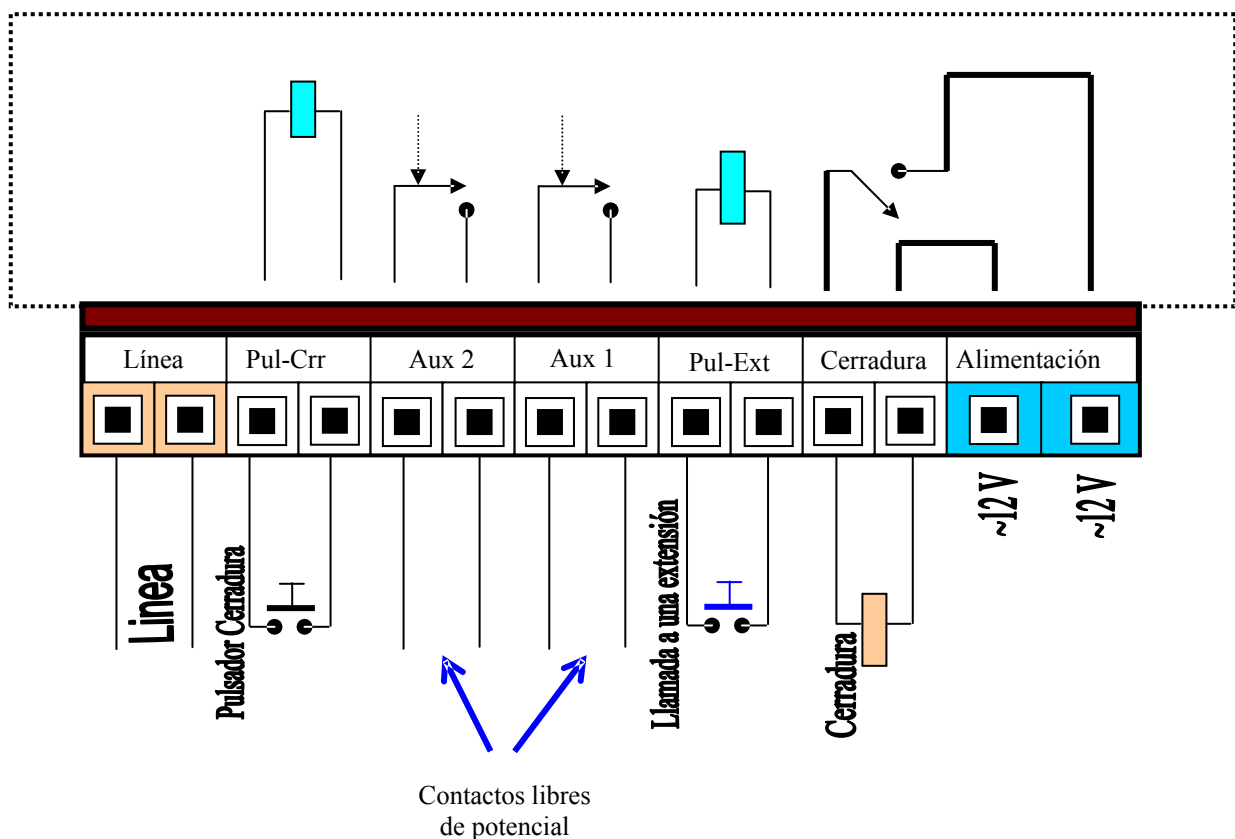 Línea
Pul-Crr
Aux 2
Aux 1
Pul-Ext
Cerradura
Alimentación
Linea
Pulsador Cerradura
Llamada a una extensión
Cerradura
~12 V
~12 V
Contactos libres
de potencial